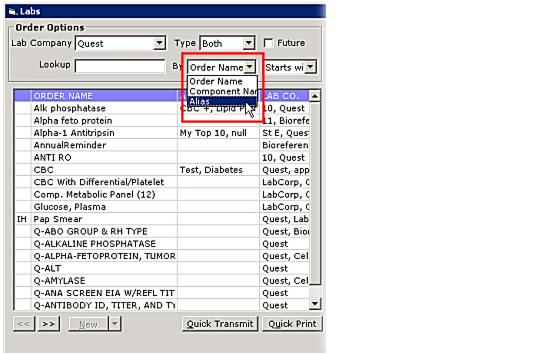 Labs
Order Options
Lab Company Quest Type Both Future
Lookup By Order Name Starts wi
Order Name
Component Nar
Alias
ORDER NAME LAB CO.
Alk phosphatase CBC +, Lipid P 10, Quest
Alpha feto protein 11, Biorefe
Alpha-1 Antitripsin My Top 10, null St E, Ques
AnnualReminder Bioreferen
ANTI RO 10, Quest
CBC Test, Diabetes Quest, app
CBC With Differential/Platelet LabCorp, C
Comp. Metabolic Panel (12) LabCorp, C
Glucose, Plasma LabCorp, C
IH Pap Smear Quest, Lab
Q-ABO GROUP & RH TYPE Quest, Bior
Q-ALKALINE PHOSPHATASE Quest
Q-ALPHA-FETOPROTEIN, TUMOR Quest, Cel
Q-ALT Quest
Q-AMYLASE Quest, Cel
Q-ANA SCREEN EIA W/REFL TIT Quest
Q-ANTIBODY ID, TITER, AND TY Quest
<< >> New Quick Transmit Quick Print